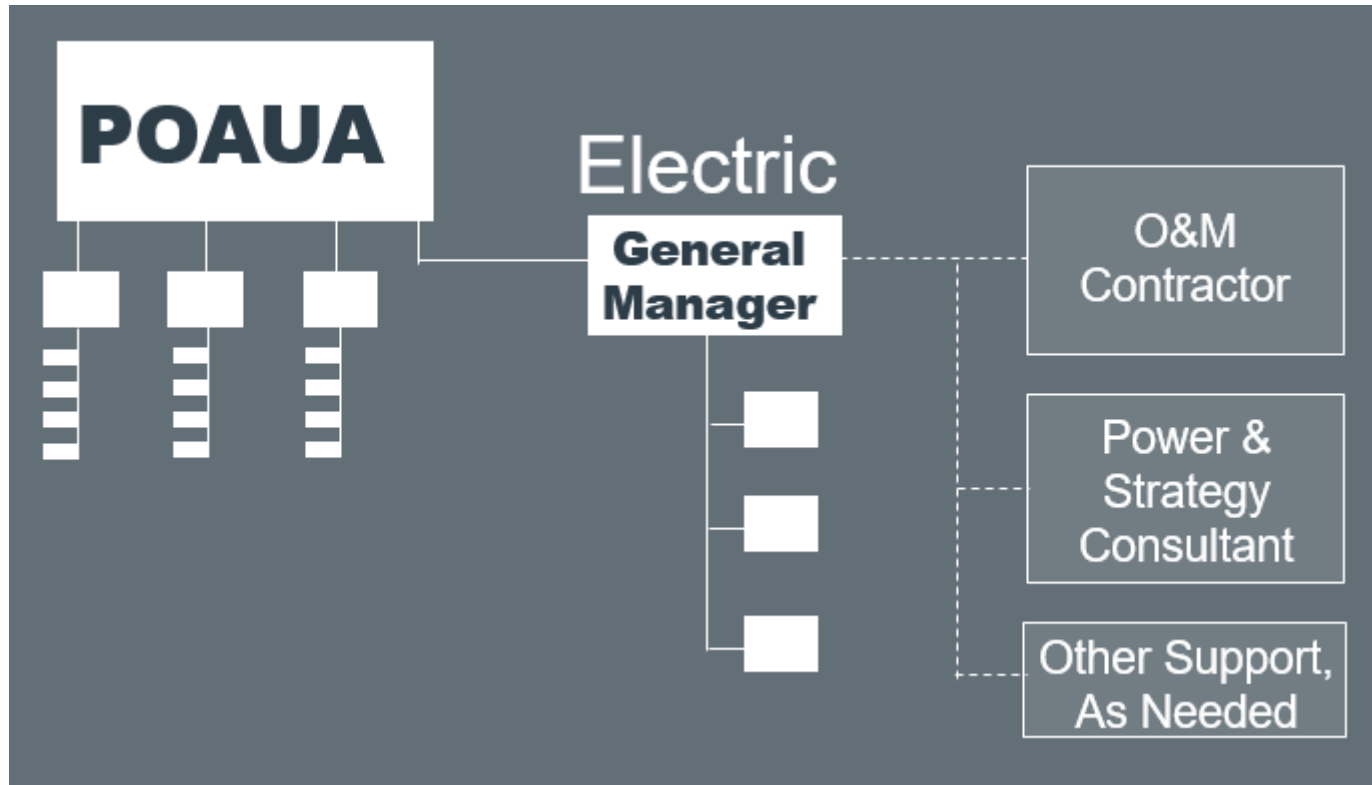 POAUA
Electric
General
Manager
O&M
Contractor
Power &
Strategy
Consultant
Other Support,
As Needed